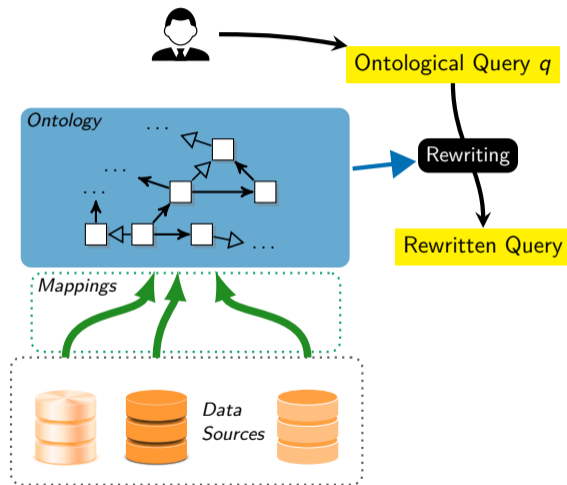 Ontological Query q
Ontology
. . .
. . .
. . .
. . .
Rewriting
Rewritten Query
Mappings
Data
Sources